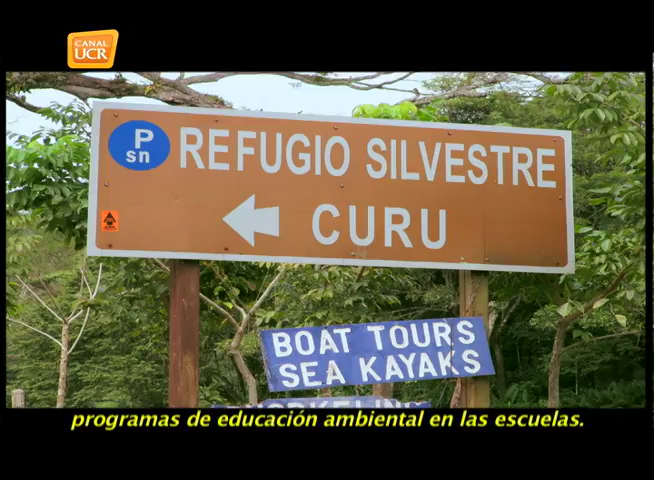 CANAL
UCR
P
sn
REFUGIO SILVESTRE
CURU
BOAT TOURS
SEA KAYAKS
programas de educación ambiental en las escuelas.